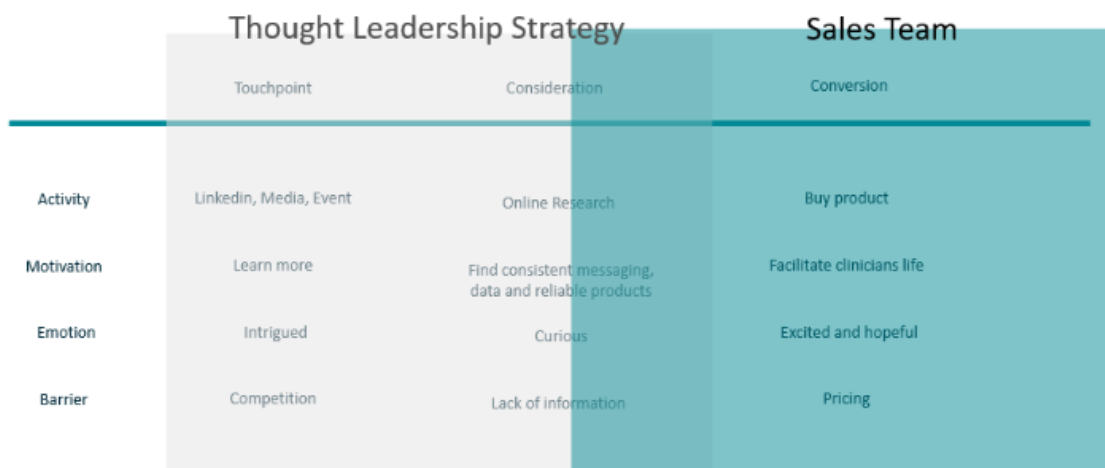 Thought Leadership Strategy
Sales Team
Touchpoint
Consideration
Conversion
Activity
Linkedin, Media, Event
Online Research
Buy product
Motivation
Learn more
Find consistent messaging,
data and reliable products
Facilitate clinicians life
Emotion
Intrigued
Curious
Excited and hopeful
Barrier
Competition
Lack of information
Pricing